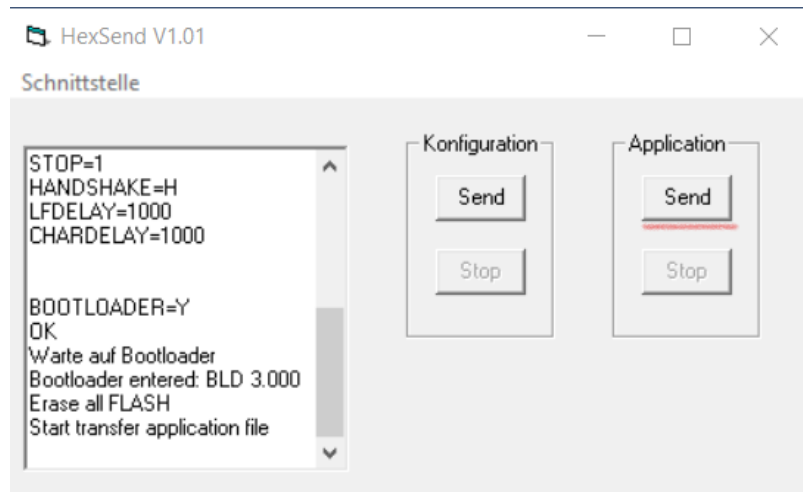 HexSend V1.01
Schnittstelle
STOP=1
HANDSHAKE=H
LFDELAY=1000
CHARDELAY=1000
BOOTLOADER=Y
OK
Warte auf Bootloader
Bootloader entered: BLD 3.000
Erase all FLASH
Start transfer application file
Konfiguration
Send
Stop
Application
Send
Stop